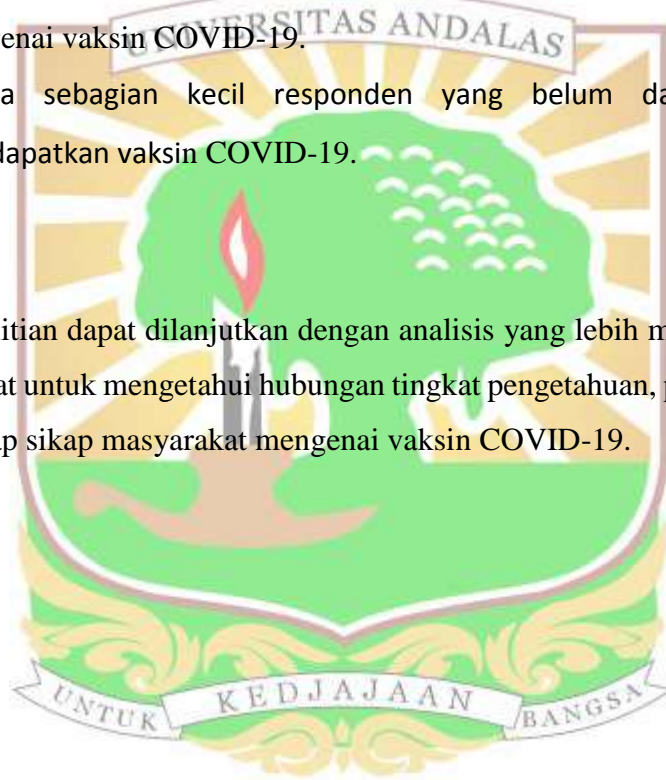 enai vaksin COVID-19.
UNIVERSITAS ANDALAS
a sebagian kecil responden yang belum da
dapatkan vaksin COVID-19.
itian dapat dilanjutkan dengan analisis yang lebih m
at untuk mengetahui hubungan tingkat pengetahuan, p
ap sikap masyarakat mengenai vaksin COVID-19.
UNTUK KEDJAJAAN BANGSA